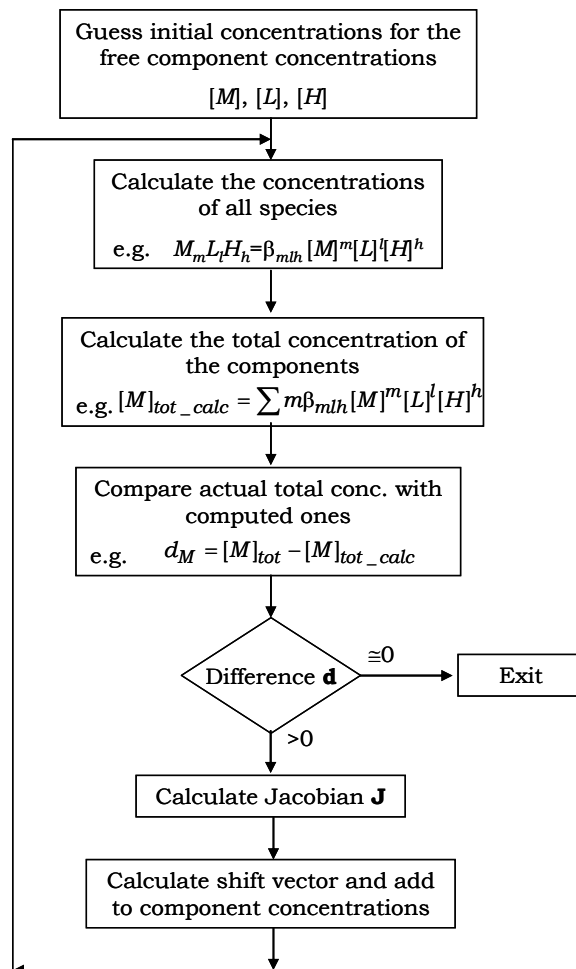 Guess initial concentrations for the
free component concentrations
[M], [L], [H]
Calculate the concentrations
of all species
e.g. MₘLₗHₕ=βₘₗₕ [M]ᵐ[L]ˡ[H]ʰ
Calculate the total concentration of
the components
e.g. [M]tot_calc = ∑ mβₘₗₕ[M]ᵐ[L]ˡ[H]ʰ
Compare actual total conc. with
computed ones
e.g. d_M = [M]tot − [M]tot_calc
Difference d
≅0
Exit
>0
Calculate Jacobian J
Calculate shift vector and add
to component concentrations